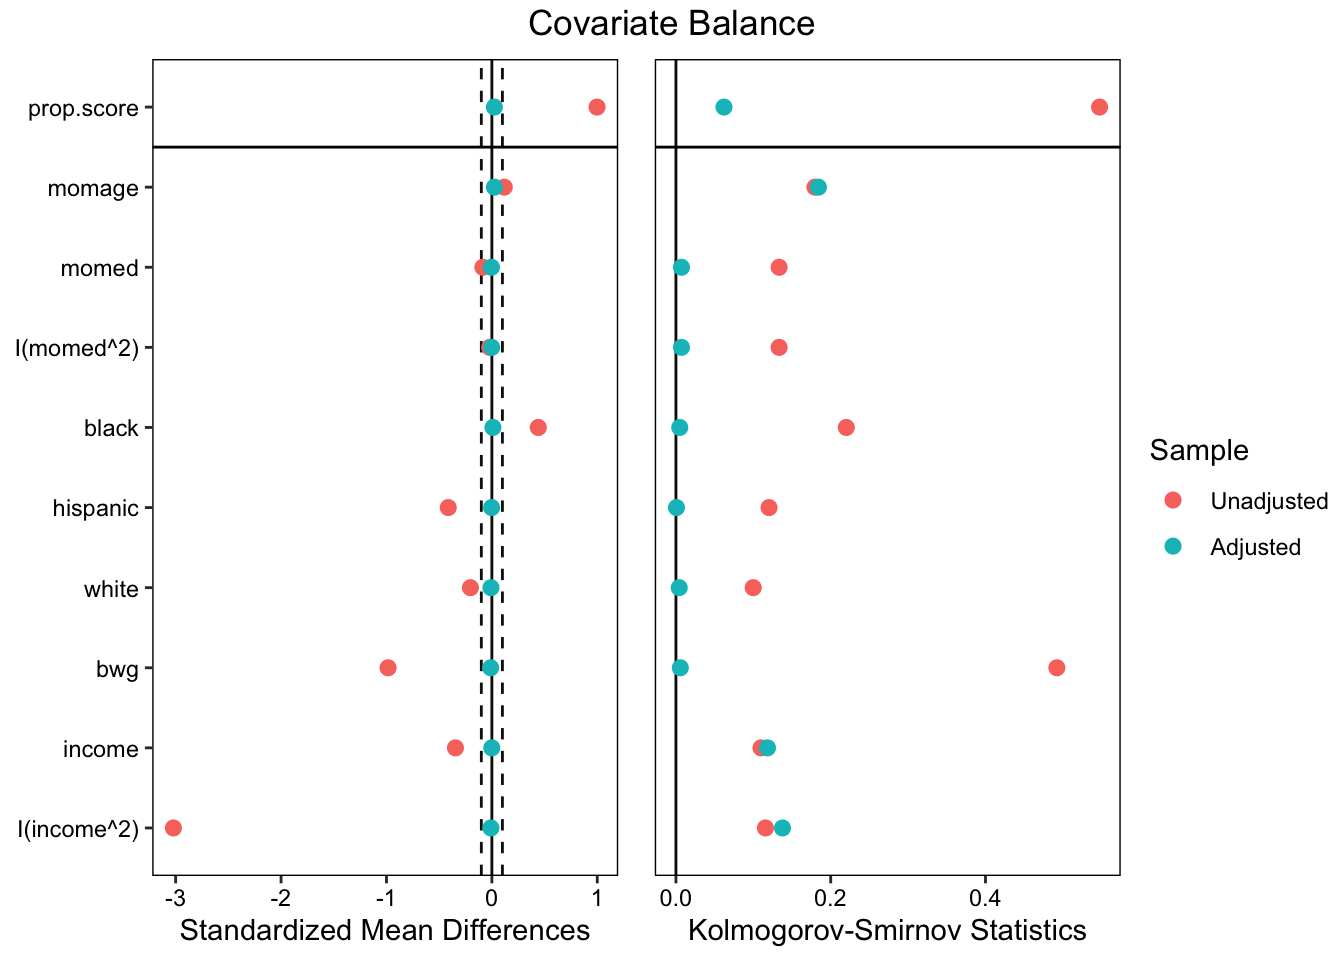 Covariate Balance
prop.score
momage
momed
I(momed^2)
black
hispanic
white
bwg
income
I(income^2)
-3 -2 -1 0 1
Standardized Mean Differences
0.0 0.2 0.4
Kolmogorov-Smirnov Statistics
Sample
Unadjusted
Adjusted